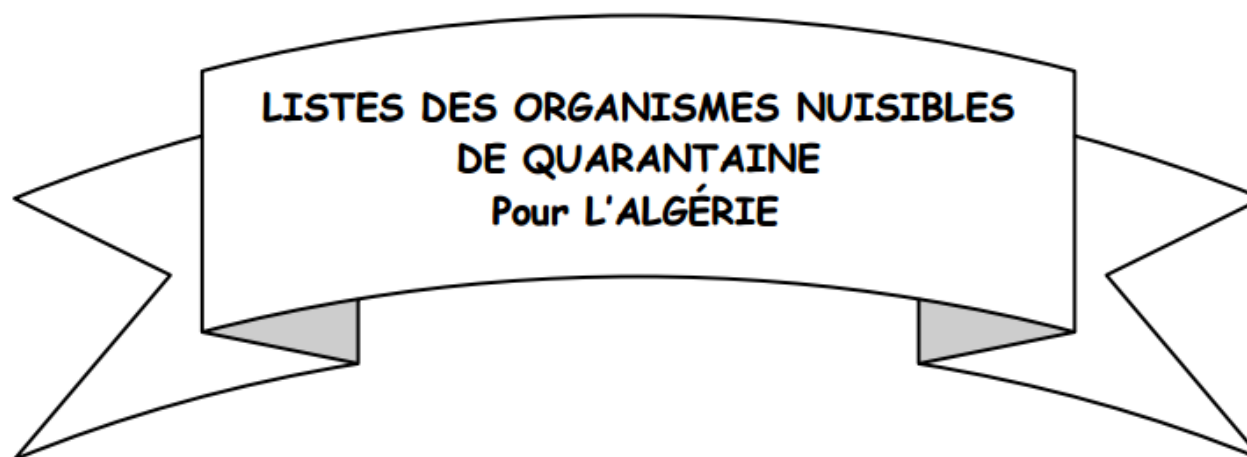 LISTES DES ORGANISMES NUISIBLES
DE QUARANTAINE
Pour L'ALGÉRIE